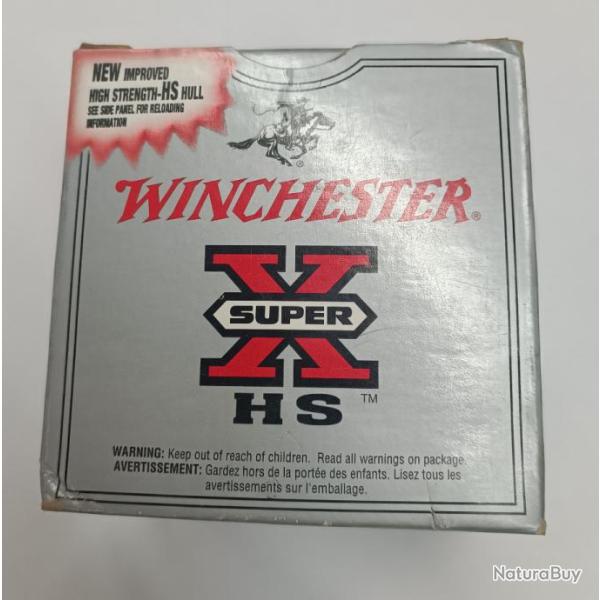 NEW IMPROVED
HIGH STRENGTH-HS HULL
SEE SIDE PANEL FOR RELOADING
INFORMATION
®
WINCHESTER®
X
SUPER
HS™
WARNING: Keep out of reach of children. Read all warnings on package.
AVERTISSEMENT: Gardez hors de la portée des enfants. Lisez tous les
avertissements sur l'emballage.
NaturaBuy